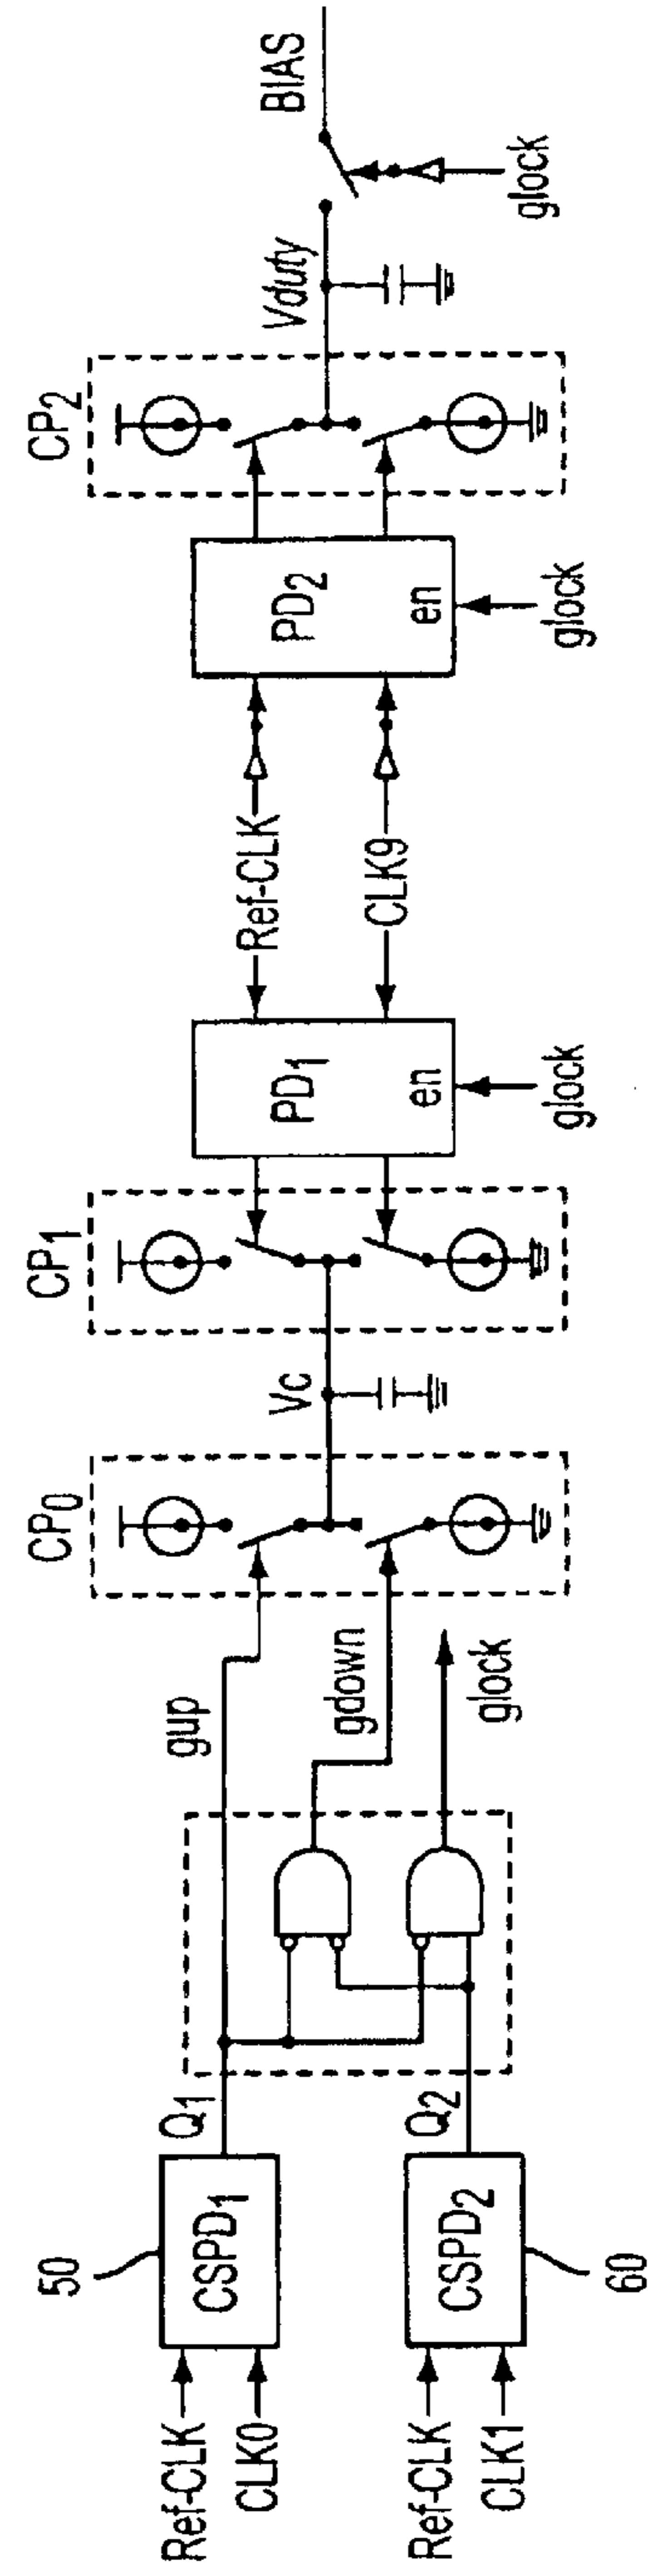 50
Ref-CLK
CLK0
CSPD1
Q1
gup
gdown
glock
Ref-CLK
CLK1
CSPD2
60
Q2
CP0
Vc
CP1
PD1
en
glock
Ref-CLK
CLK9
PD2
en
glock
CP2
Vduty
BIAS
glock